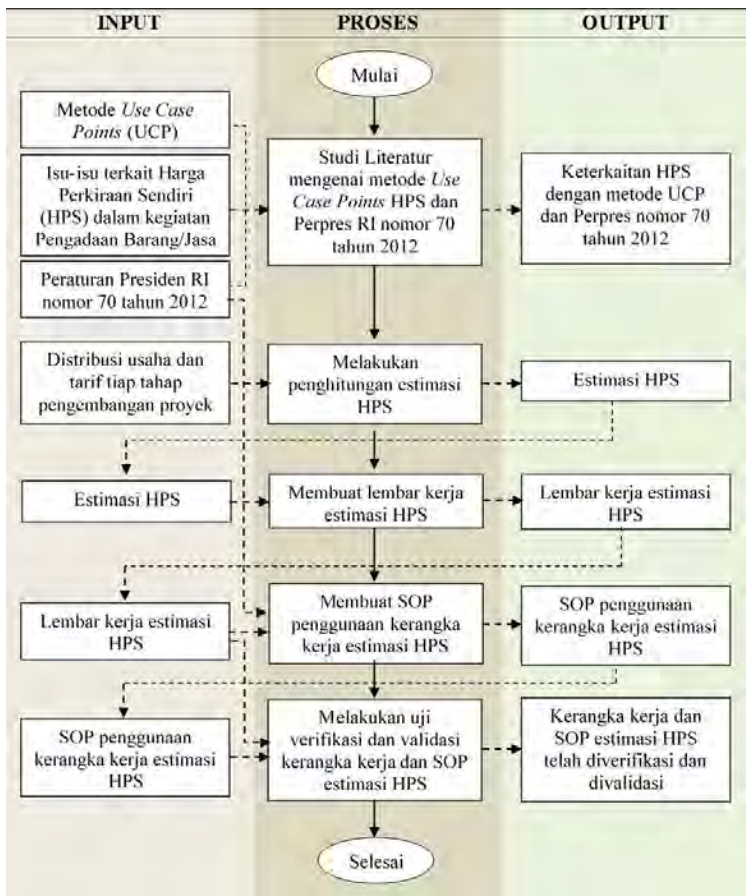 INPUT
PROSES
OUTPUT
Mulai
Metode Use Case
Points (UCP)
Isu-isu terkait Harga
Perkiraan Sendiri
(HPS) dalam kegiatan
Pengadaan Barang/Jasa
Peraturan Presiden RI
nomor 70 tahun 2012
Studi Literatur
mengenai metode Use
Case Points HPS dan
Perpres RI nomor 70
tahun 2012
Keterkaitan HPS
dengan metode UCP
dan Perpres nomor 70
tahun 2012
Distribusi usaha dan
tarif tiap tahap
pengembangan proyek
Melakukan
penghitungan estimasi
HPS
Estimasi HPS
Estimasi HPS
Membuat lembar kerja
estimasi HPS
Lembar kerja estimasi
HPS
Lembar kerja estimasi
HPS
Membuat SOP
penggunaan kerangka
kerja estimasi HPS
SOP penggunaan
kerangka kerja estimasi
HPS
SOP penggunaan
kerangka kerja estimasi
HPS
Melakukan uji
verifikasi dan validasi
kerangka kerja dan SOP
estimasi HPS
Kerangka kerja dan
SOP estimasi HPS
telah diverifikasi dan
divalidasi
Selesai